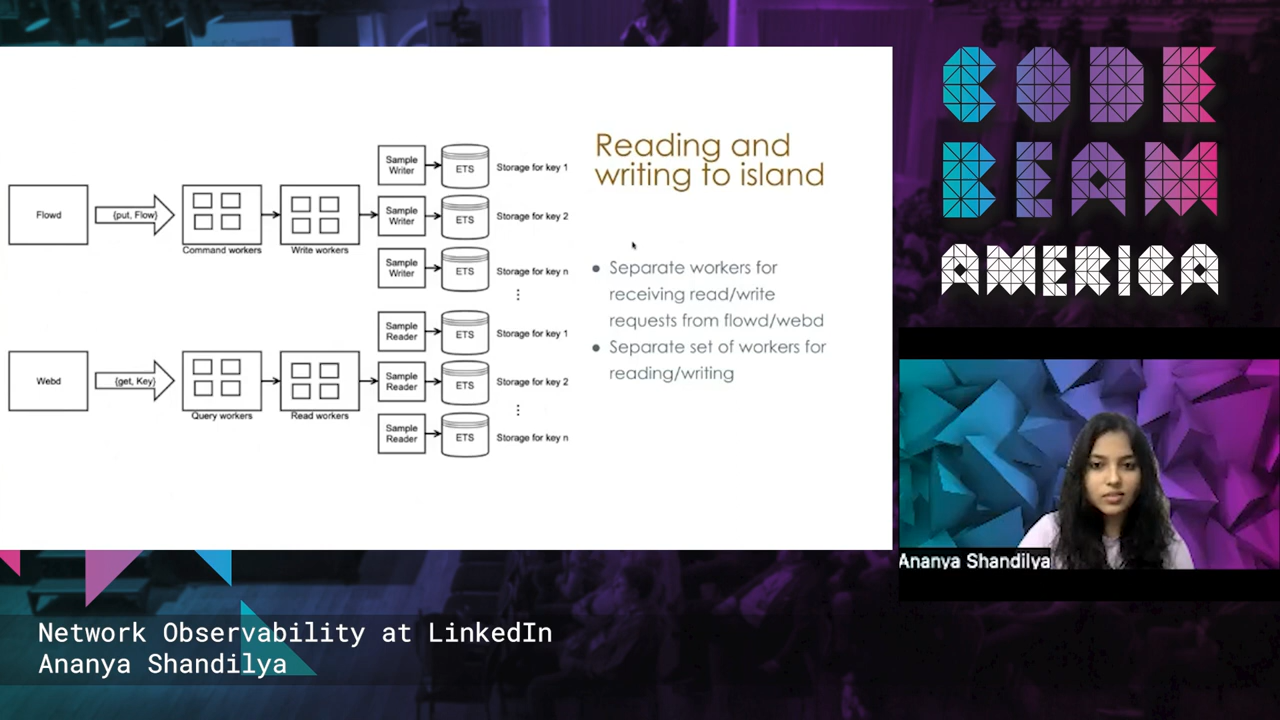 CODE
BEAM
AMERICA
Reading and
writing to island
Separate workers for
receiving read/write
requests from flowd/webd
Separate set of workers for
reading/writing
Flowd
{put, Flow}
Command workers
Write workers
Sample
Writer
ETS
Storage for key 1
Sample
Writer
ETS
Storage for key 2
Sample
Writer
ETS
Storage for key n
Webd
{get, Key}
Query workers
Read workers
Sample
Reader
ETS
Storage for key 1
Sample
Reader
ETS
Storage for key 2
Sample
Reader
ETS
Storage for key n
Ananya Shandilya
Network Observability at LinkedIn
Ananya Shandilya